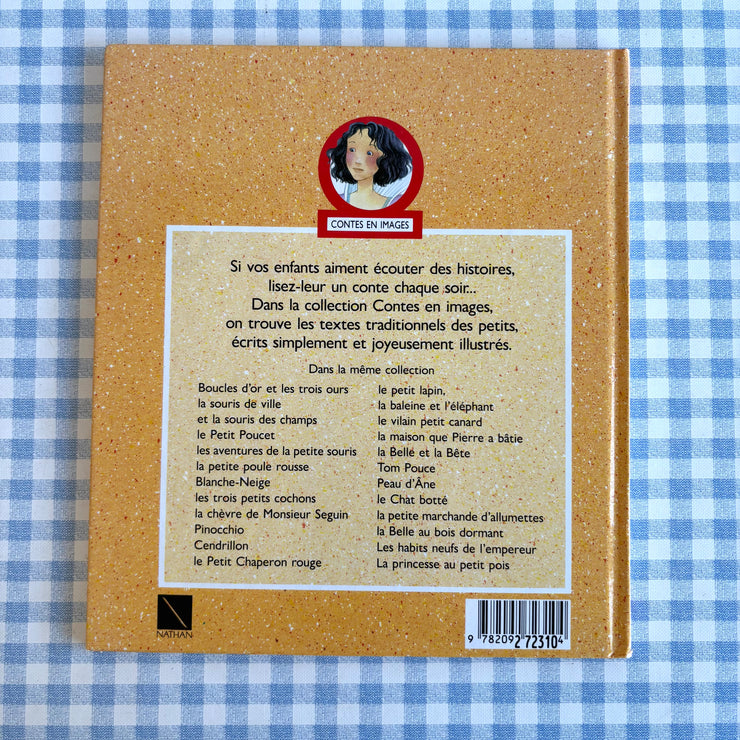 CONTES EN IMAGES
Si vos enfants aiment écouter des histoires,
lisez-leur un conte chaque soir...
Dans la collection Contes en images,
on trouve les textes traditionnels des petits,
écrits simplement et joyeusement illustrés.
Dans la même collection
Boucles d'or et les trois ours
la souris de ville
et la souris des champs
le Petit Poucet
les aventures de la petite souris
la petite poule rousse
Blanche-Neige
les trois petits cochons
la chèvre de Monsieur Seguin
Pinocchio
Cendrillon
le Petit Chaperon rouge
le petit lapin,
la baleine et l'éléphant
le vilain petit canard
la maison que Pierre a bâtie
la Belle et la Bête
Tom Pouce
Peau d'Âne
le Chat botté
la petite marchande d'allumettes
la Belle au bois dormant
Les habits neufs de l'empereur
La princesse au petit pois
NATHAN
9 782092 723104